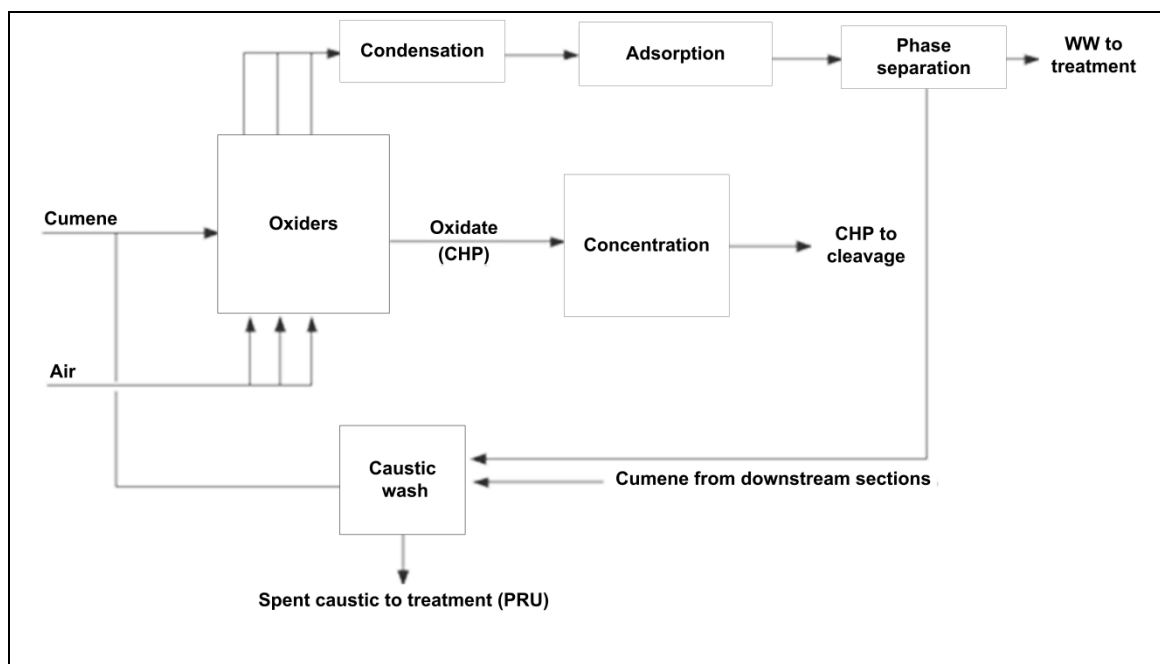 Condensation
Adsorption
Phase
separation
WW to
treatment
Cumene
Oxiders
Oxidate
(CHP)
Concentration
CHP to
cleavage
Air
Caustic
wash
Cumene from downstream sections
Spent caustic to treatment (PRU)